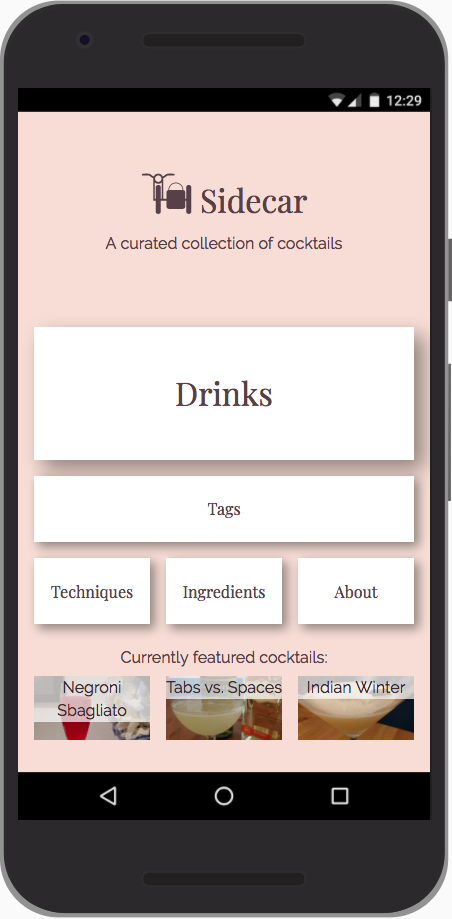 12:29
Sidecar
A curated collection of cocktails
Drinks
Tags
Techniques Ingredients About
Currently featured cocktails:
Negroni
Sbagliato
Tabs vs. Spaces
Indian Winter